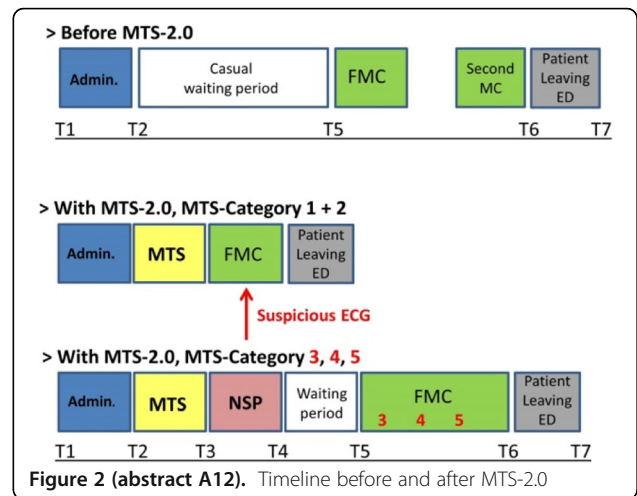 > Before MTS-2.0
Admin.
Casual
waiting period
FMC
Second
MC
Patient
Leaving
ED
T1 T2 T5 T6 T7
> With MTS-2.0, MTS-Category 1 + 2
Admin.
MTS
FMC
Patient
Leaving
ED
Suspicious ECG
> With MTS-2.0, MTS-Category 3, 4, 5
Admin.
MTS
NSP
Waiting
period
FMC
3 4 5
Patient
Leaving
ED
T1 T2 T3 T4 T5 T6 T7
Figure 2 (abstract A12). Timeline before and after MTS-2.0